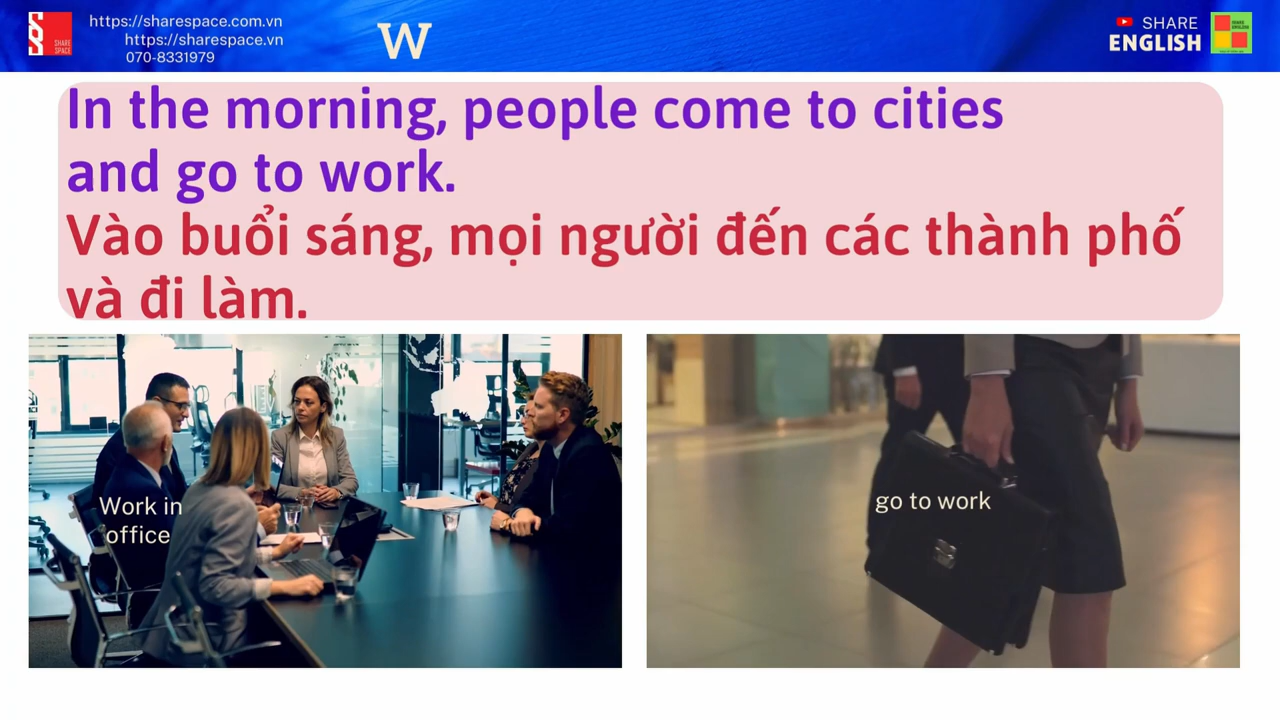 https://sharespace.com.vn
https://sharespace.vn
070-8331979
SHARE
SPACE
W
SHARE
ENGLISH
In the morning, people come to cities
and go to work.
Vào buổi sáng, mọi người đến các thành phố
và đi làm.
Work in
office
go to work